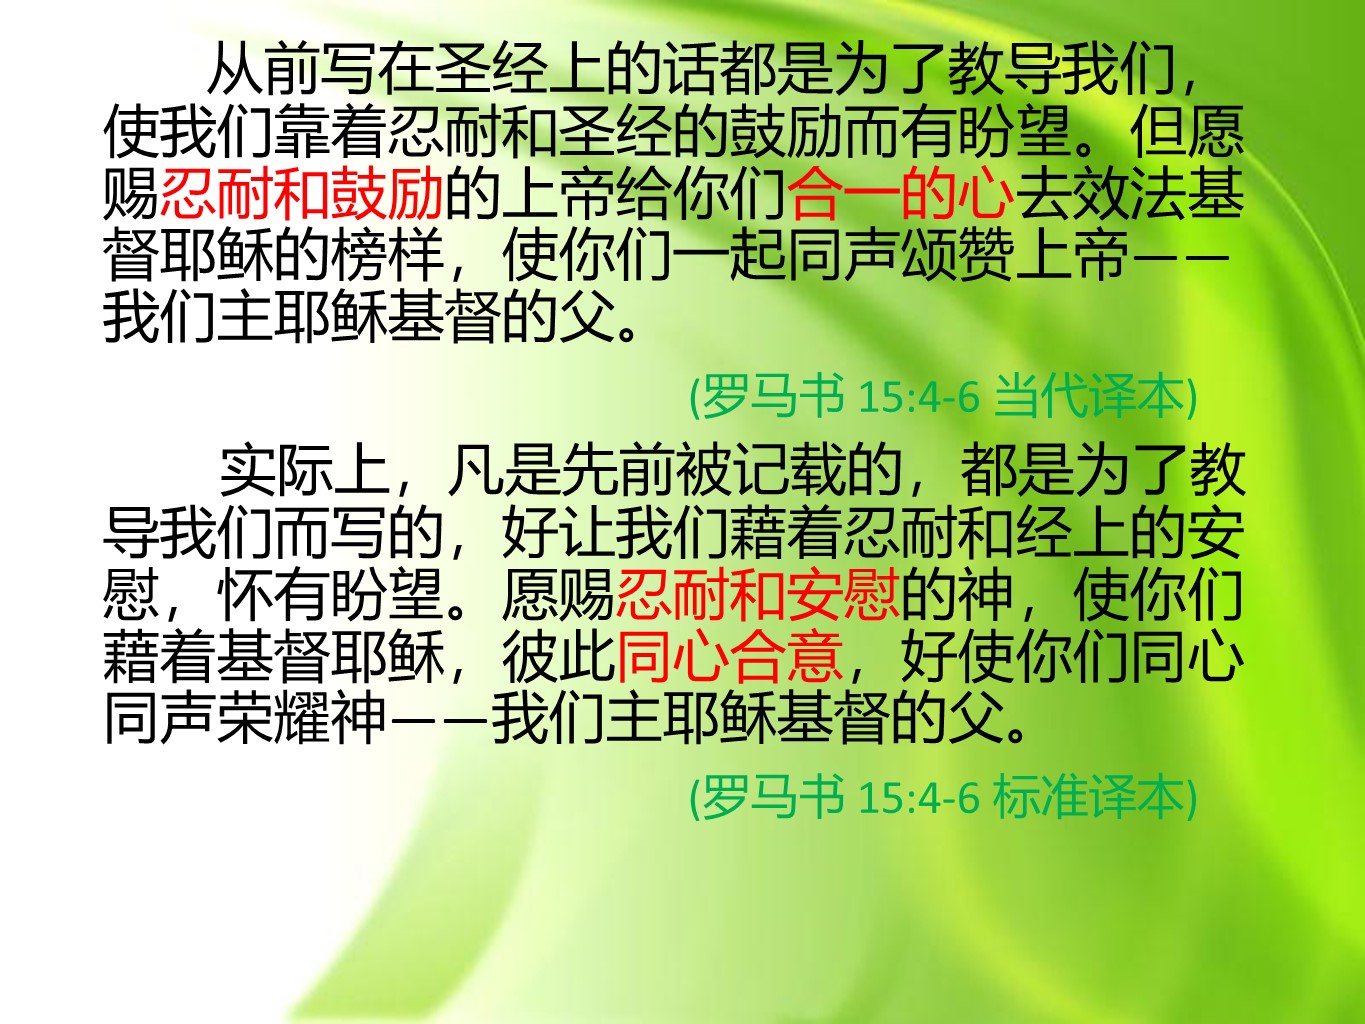 从前写在圣经上的话都是为了教导我们，
使我们靠着忍耐和圣经的鼓励而有盼望。但愿
赐忍耐和鼓励的上帝给你们合一的心去效法基
督耶稣的榜样，使你们一起同声颂赞上帝——
我们主耶稣基督的父。
(罗马书 15:4-6 当代译本)
实际上，凡是先前被记载的，都是为了教
导我们而写的，好让我们藉着忍耐和经上的安
慰，怀有盼望。愿赐忍耐和安慰的神，使你们
藉着基督耶稣，彼此同心合意，好使你们同心
同声荣耀神——我们主耶稣基督的父。
(罗马书 15:4-6 标准译本)